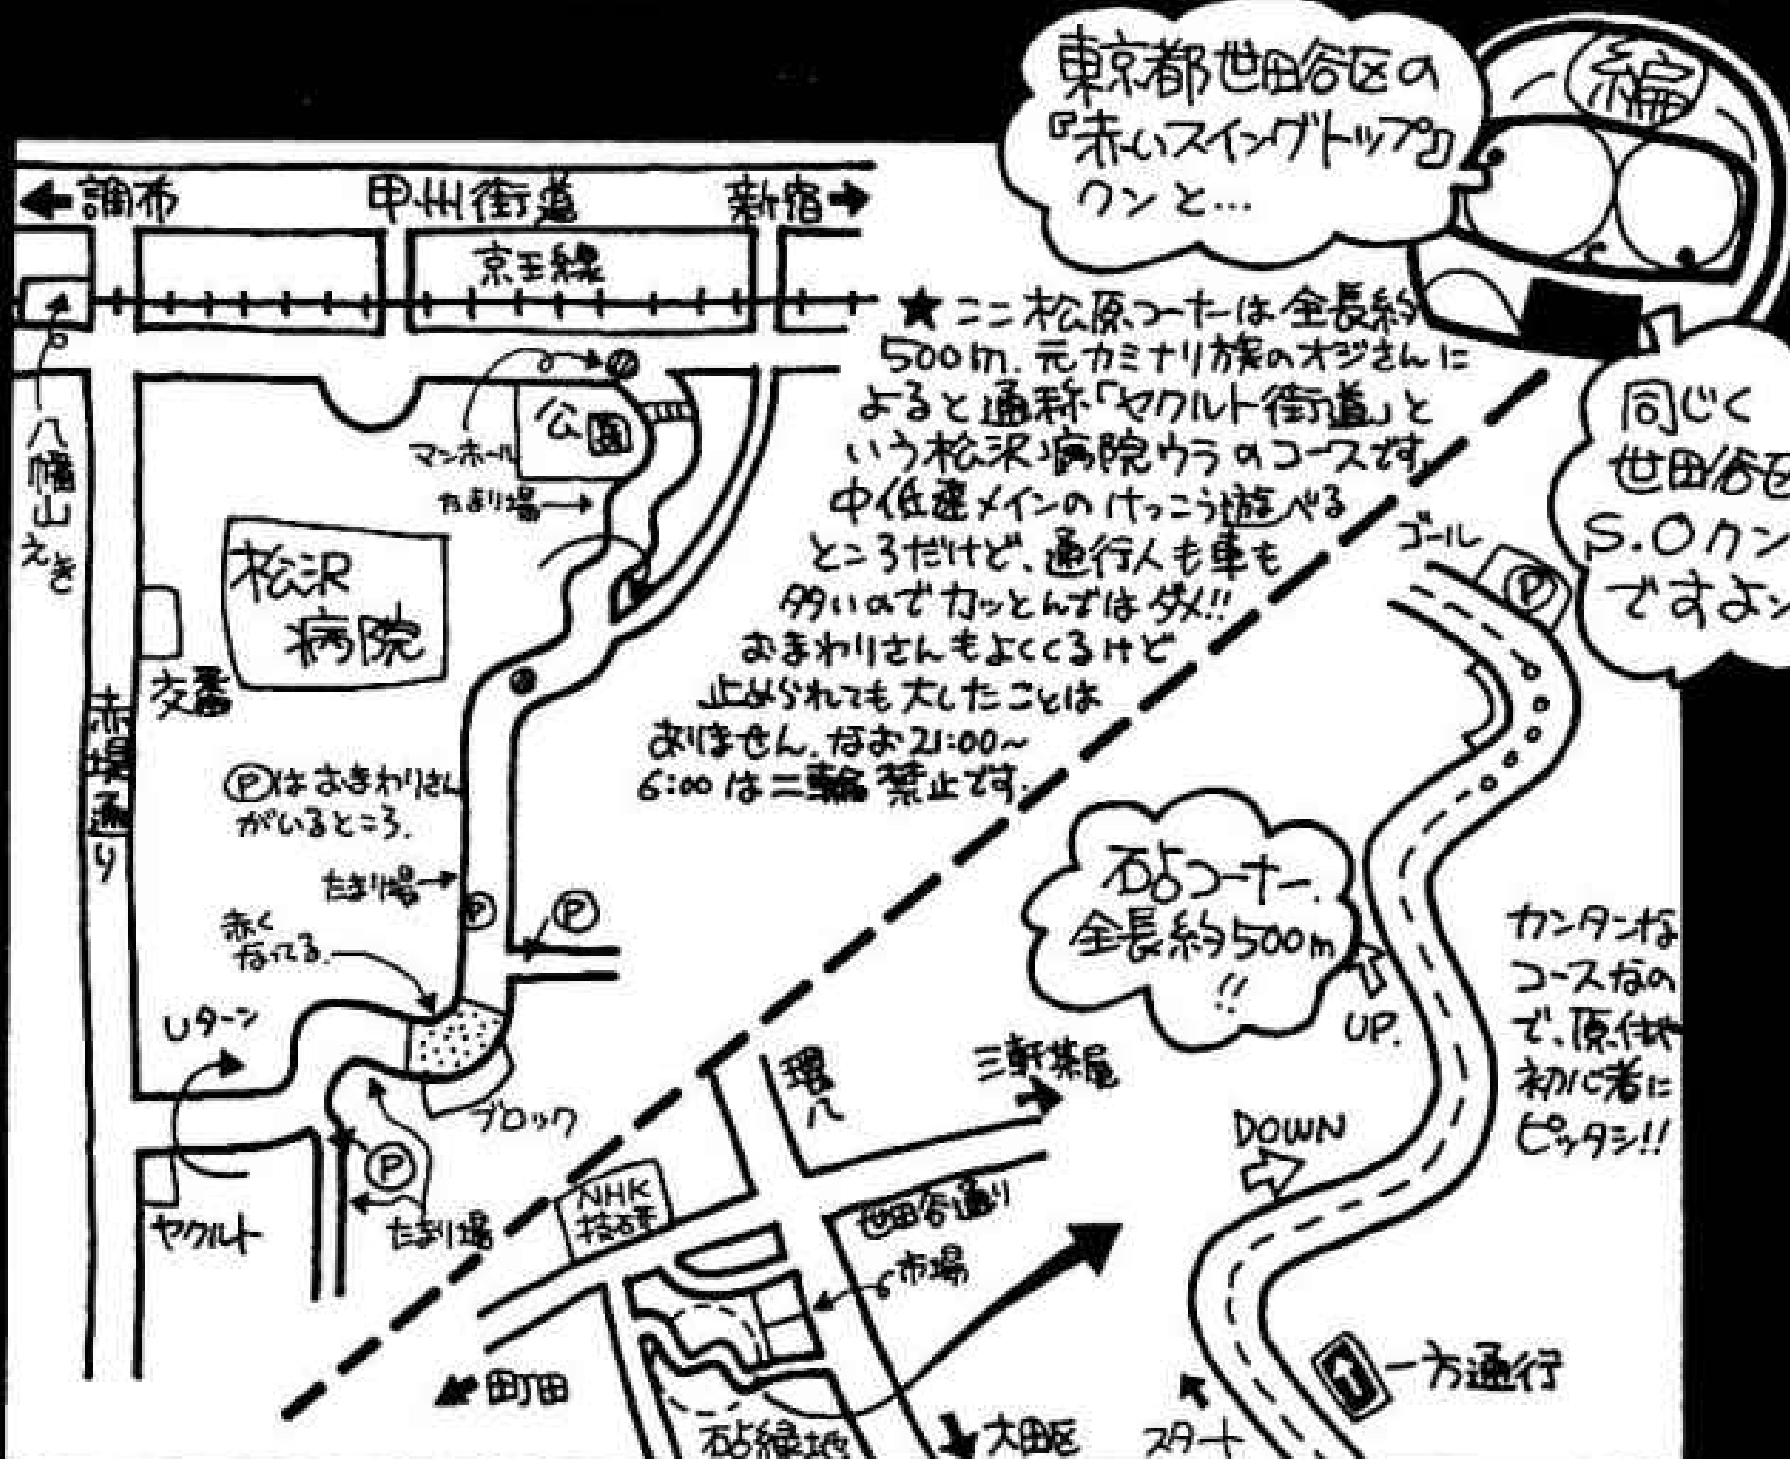 東京都世田谷区の
『赤いスイングトップ』
クンと…
編
同じく
世田谷区
S.Oクン
ですよン
←調布
甲州街道
新宿→
京王線
★ここ松原コーナーは全長約
500m.元カミナリ族のオジさんに
よると通称「ヤクルト街道」と
いう松沢病院ウラのコースです。
中低速メインのけっこう遊べる
ところだけど、通行人も車も
多いのでカッとんではダメ!!
おまわりさんもよくくるけど
止められても大したことは
ありません.なお21:00~
6:00は二輪禁止です.
八幡山えき
マンホール
公園
たまり場→
松沢
病院
交番
赤堤通り
Ⓟはおまわりさん
がいるところ.
たまり場→
Ⓟ
Ⓟ
赤く
なってる.
Uターン
ブロック
Ⓟ
ヤクルト
たまり場
ゴール
Ⓟ
砧コーナー.
全長約500m
!!
UP.
カンタンな
コースなの
で、原付や
初心者に
ピッタシ!!
DOWN
環八
三軒茶屋
NHK
技研
世田谷通り
市場
町田
砧緑地
大田区
スタート
一方通行